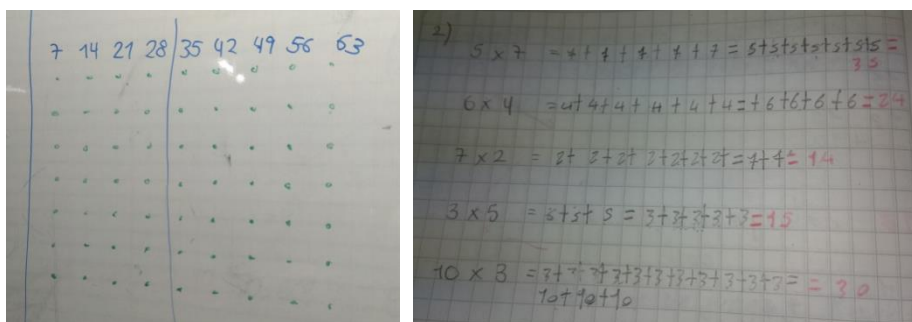 7 14 21 28 35 42 49 56 63
2)
5 x 7 = 7+7+7+7+7 = 5+5+5+5+5+5+5 =
35
6 x 4 = 4+4+4+4+4+4 = +6+6+6+6 = 24
7 x 2 = 2+2+2+2+2+2+2+ = 7+7 = 14
3 x 5 = 5+5+5 = 3+3+3+3+3 = 15
10 x 3 = 3+3+3+3+3+3+3+3+3+3 = = 30
10+10+10